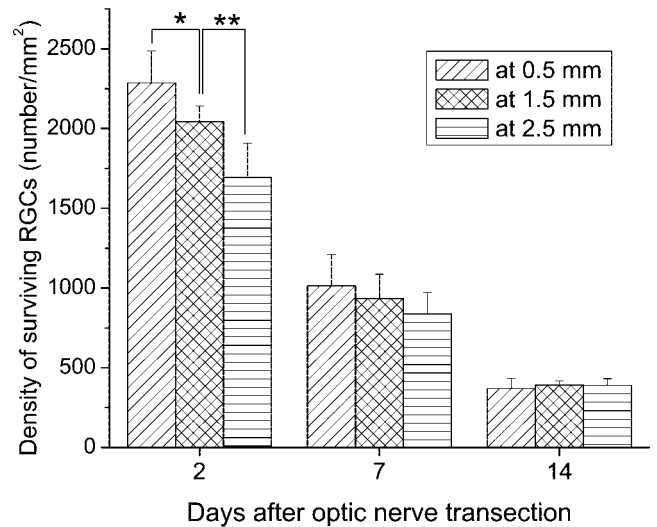 * **
2500
2000
1500
1000
500
0
Density of surviving RGCs (number/mm²)
at 0.5 mm
at 1.5 mm
at 2.5 mm
2 7 14
Days after optic nerve transection